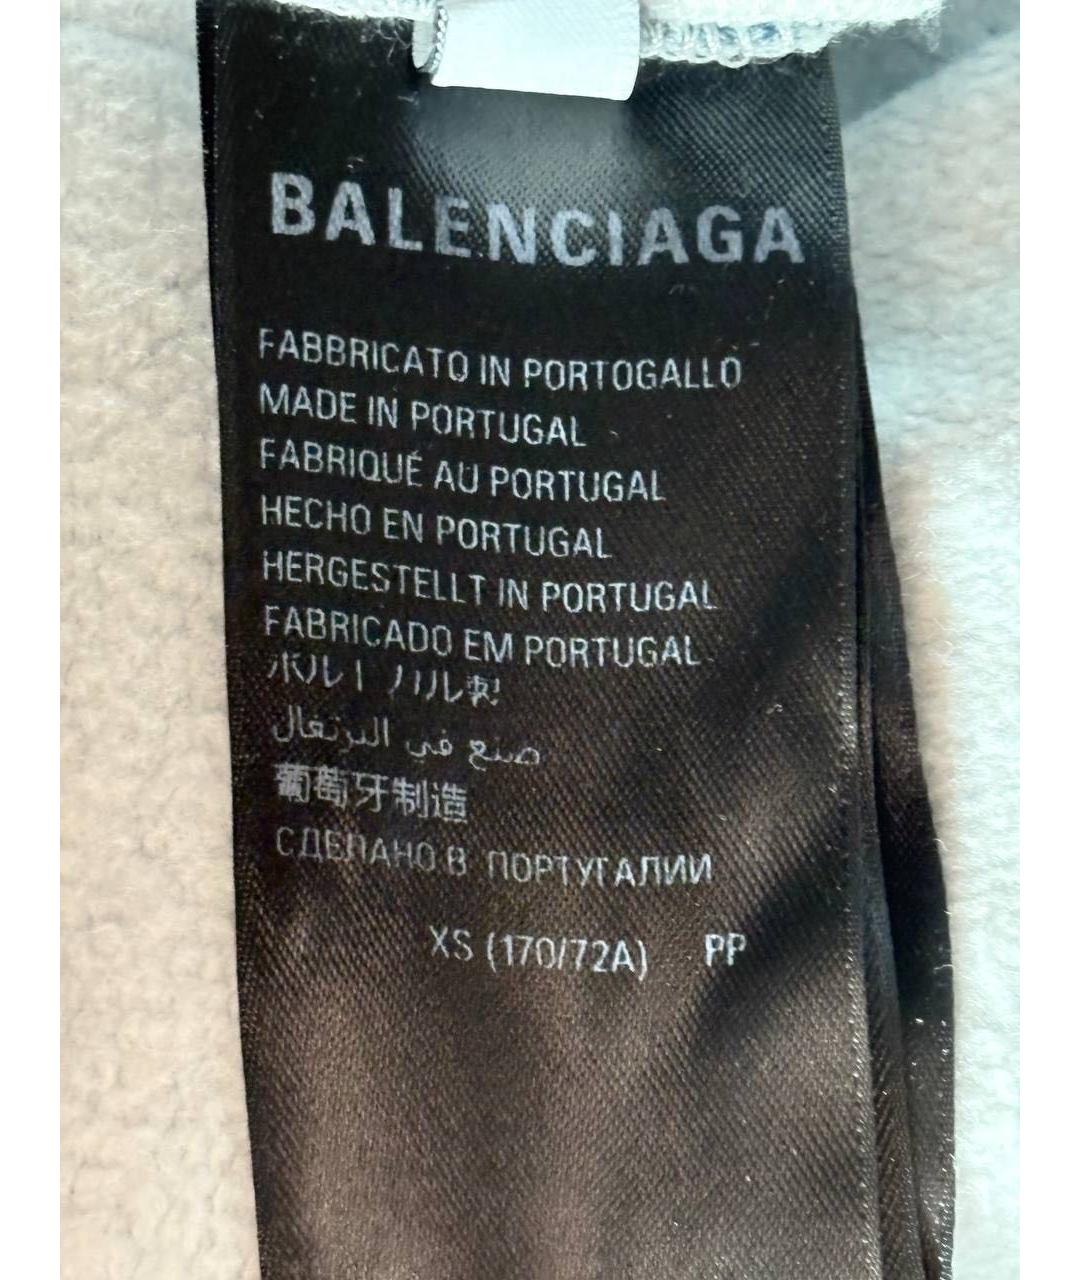 BALENCIAGA
FABBRICATO IN PORTOGALLO
MADE IN PORTUGAL
FABRIQUÉ AU PORTUGAL
HECHO EN PORTUGAL
HERGESTELLT IN PORTUGAL
FABRICADO EM PORTUGAL
ポルトガル製
صنع في البرتغال
葡萄牙制造
СДЕЛАНО В ПОРТУГАЛИИ
XS (170/72A) PP